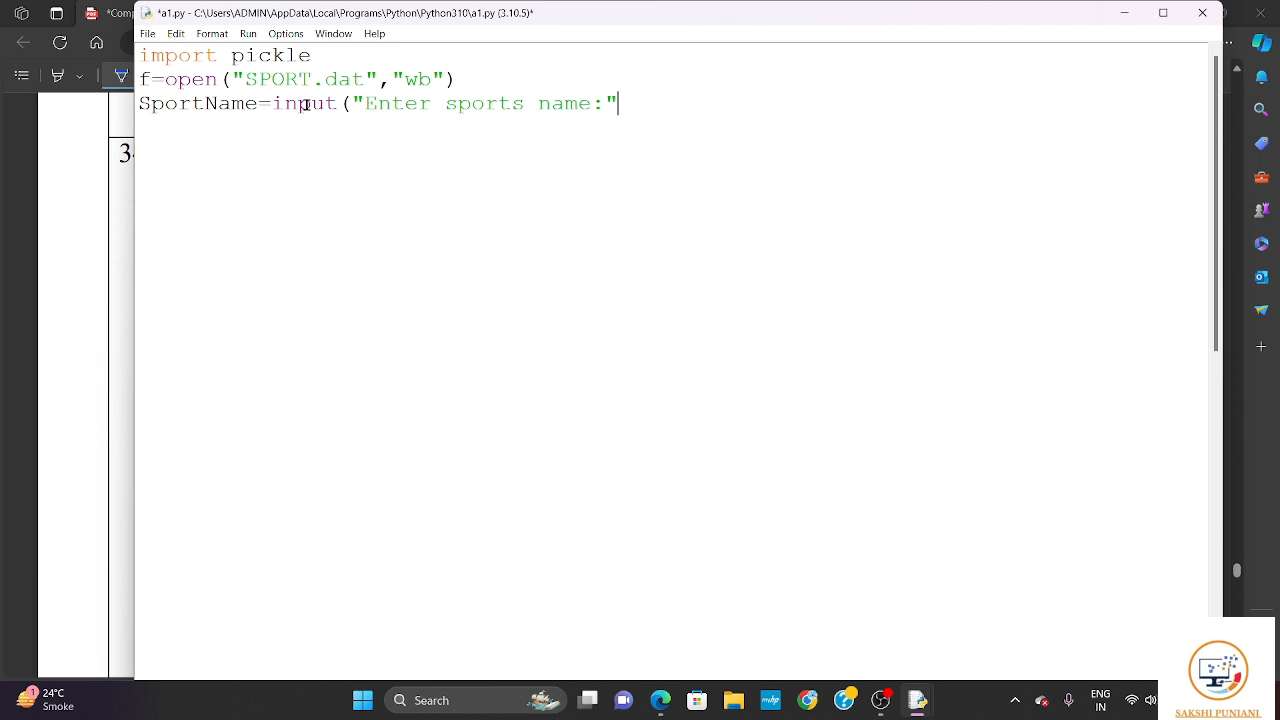 *Com
*a1.py - C:\Users\ADMIN\AppData\Local\Programs\Python\Python310\a1.py (3.10.5)*
File Edit Format Run Options Window Help
import pickle
f=open("SPORT.dat","wb")
SportName=input("Enter sports name:"
34
24°C
Smoke
Search
ENG
IN
SAKSHI PUNIANI